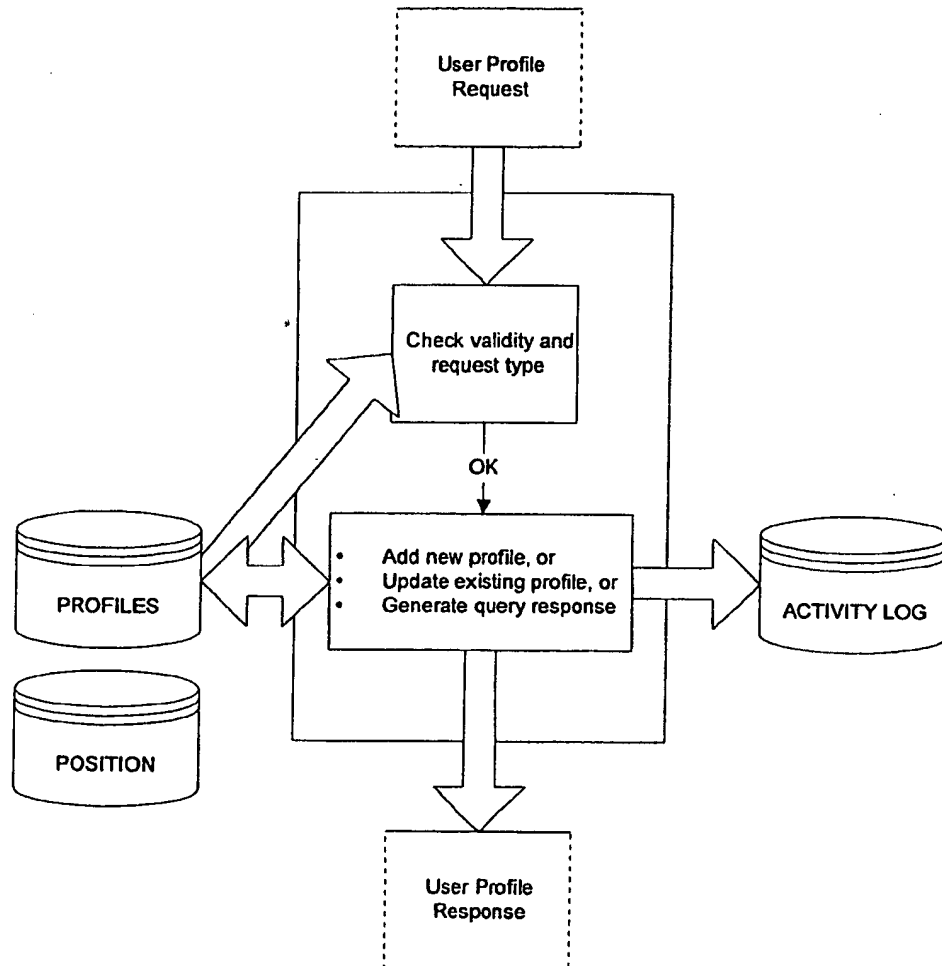 User Profile
Request
Check validity and
request type
OK
PROFILES
• Add new profile, or
• Update existing profile, or
• Generate query response
ACTIVITY LOG
POSITION
User Profile
Response